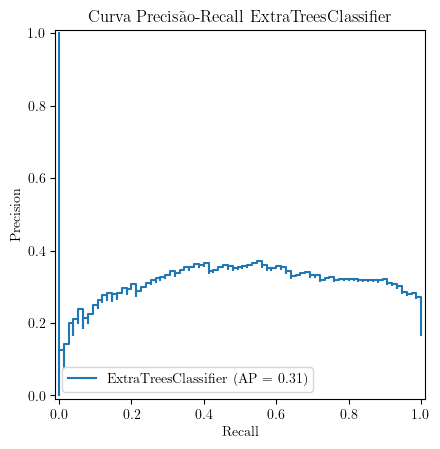 Curva Precisão-Recall ExtraTreesClassifier
1.0
0.8
0.6
0.4
0.2
0.0
Precision
ExtraTreesClassifier (AP = 0.31)
0.0 0.2 0.4 0.6 0.8 1.0
Recall